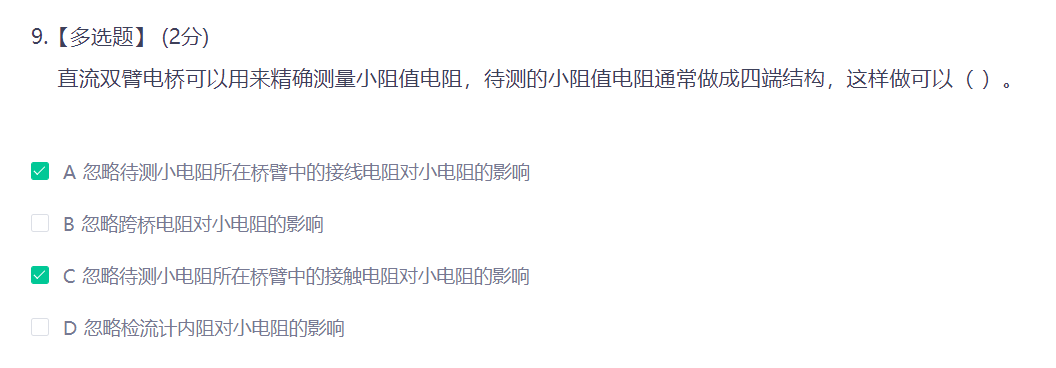 9.【多选题】 (2分)
直流双臂电桥可以用来精确测量小阻值电阻，待测的小阻值电阻通常做成四端结构，这样做可以（ ）。
A 忽略待测小电阻所在桥臂中的接线电阻对小电阻的影响
B 忽略跨桥电阻对小电阻的影响
C 忽略待测小电阻所在桥臂中的接触电阻对小电阻的影响
D 忽略检流计内阻对小电阻的影响